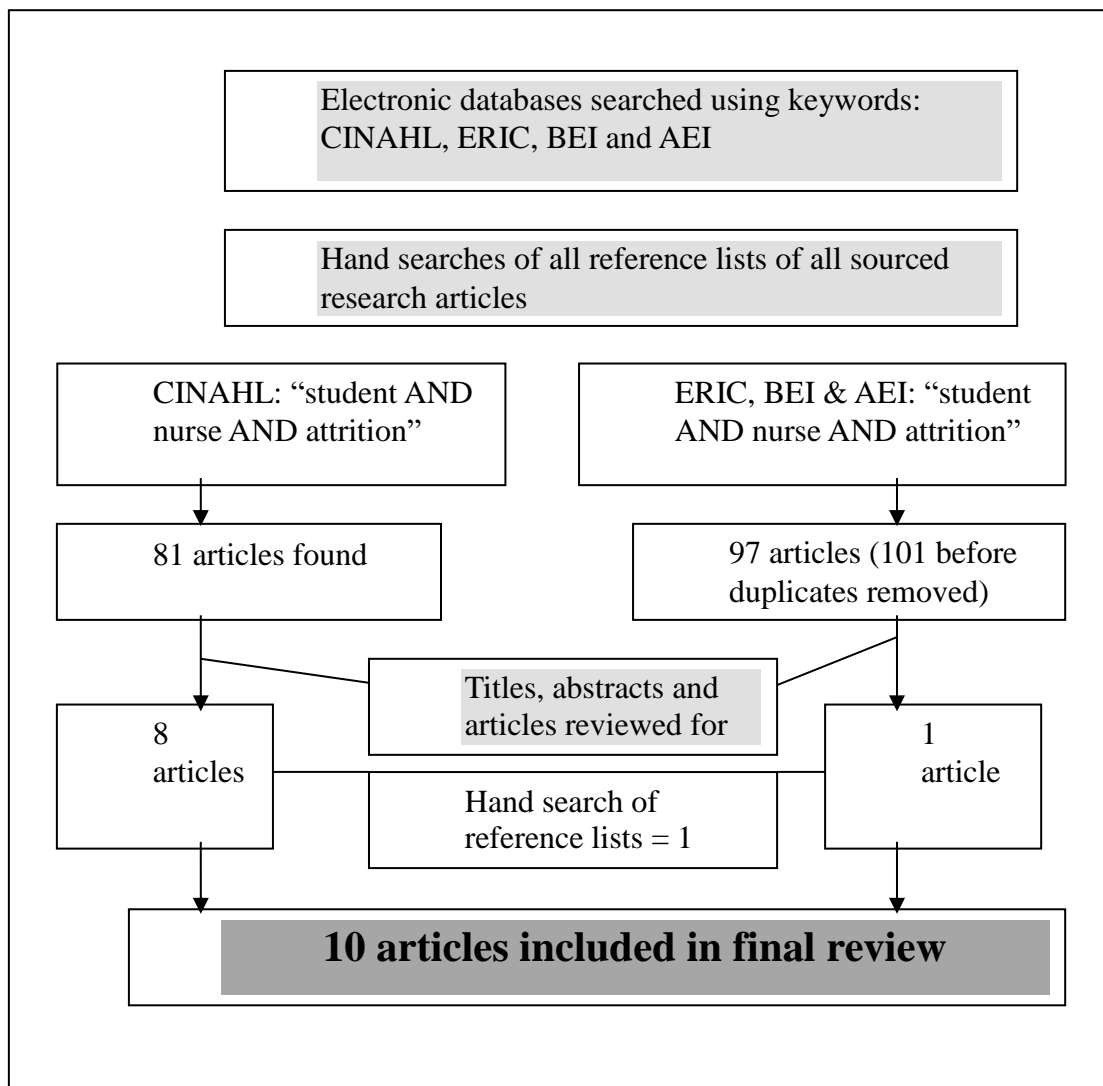 Electronic databases searched using keywords:
CINAHL, ERIC, BEI and AEI
Hand searches of all reference lists of all sourced
research articles
CINAHL: “student AND
nurse AND attrition”
ERIC, BEI & AEI: “student
AND nurse AND attrition”
81 articles found
97 articles (101 before
duplicates removed)
Titles, abstracts and
articles reviewed for
8
articles
1
article
Hand search of
reference lists = 1
10 articles included in final review